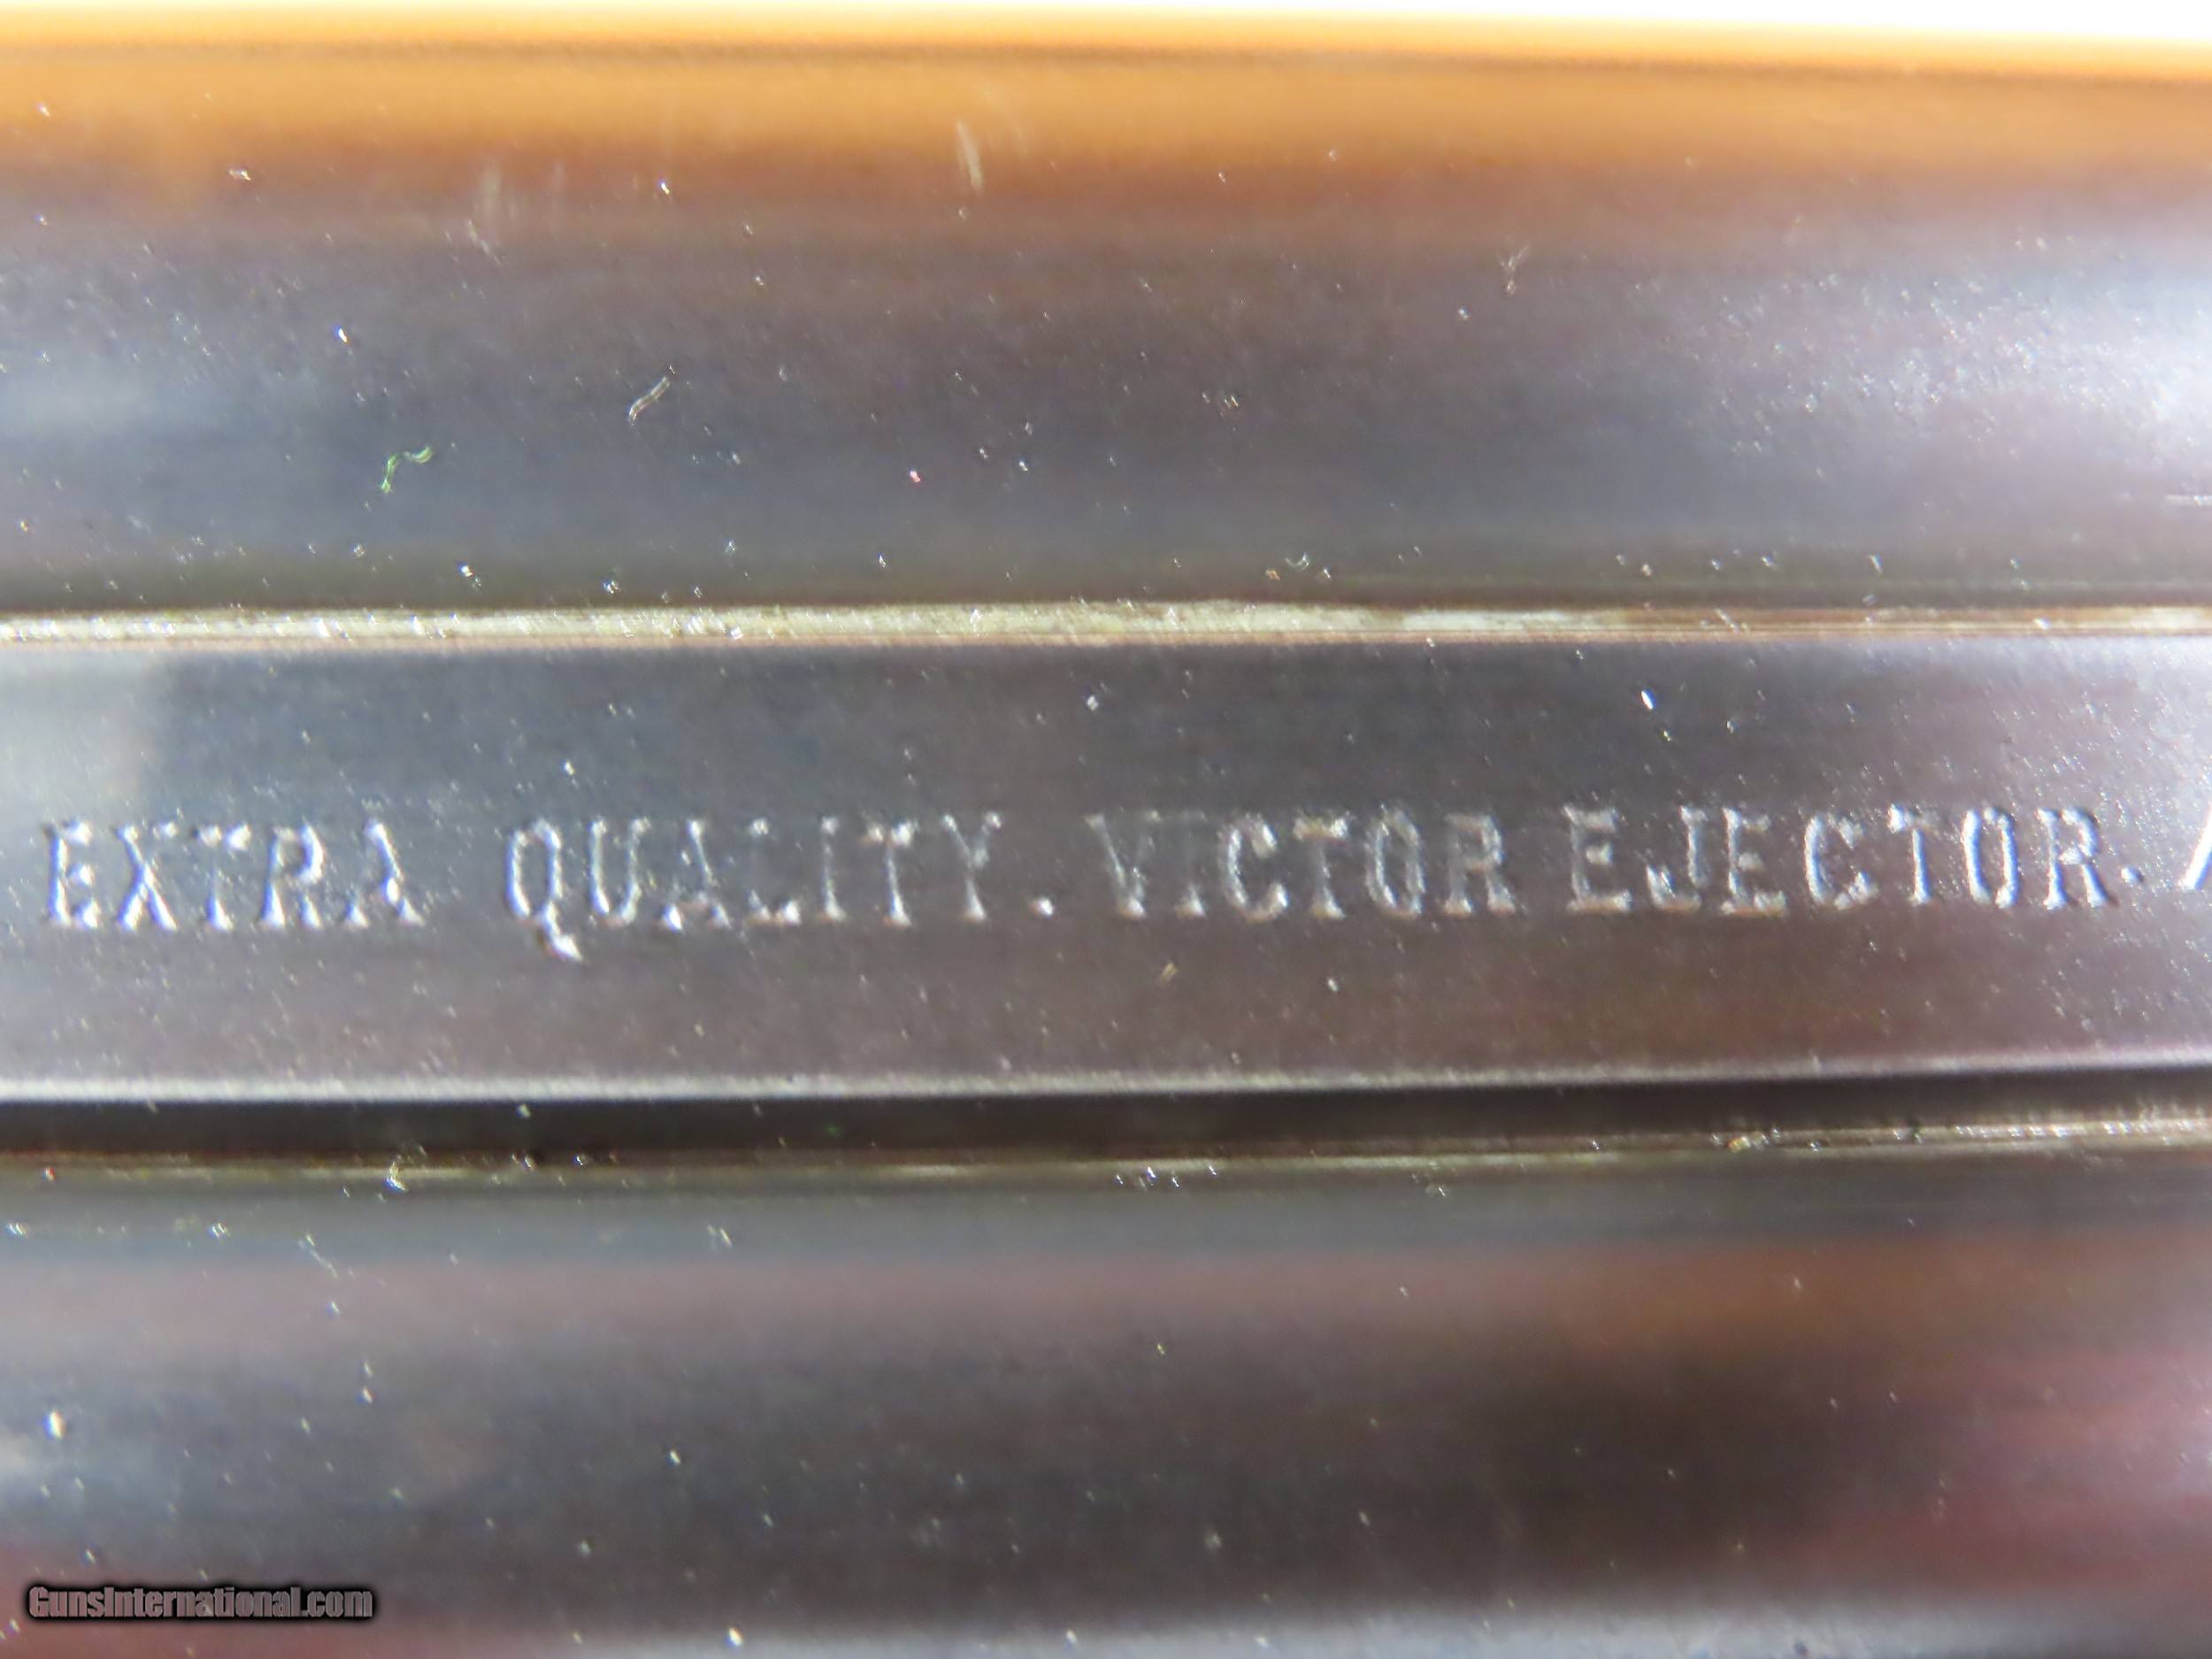 EXTRA QUALITY. VICTOR EJECTOR.
GunsInternational.com